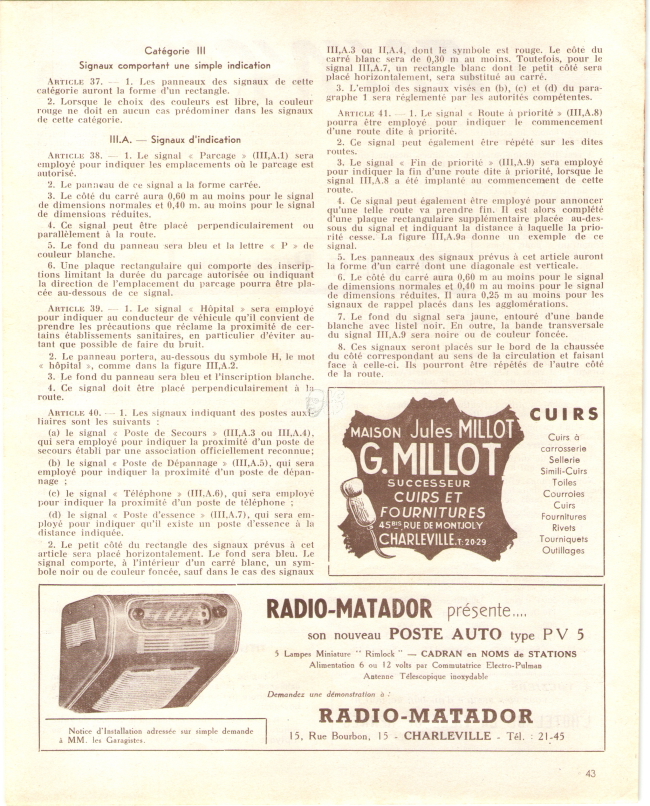 Catégorie III
Signaux comportant une simple indication
ARTICLE 37. — 1. Les panneaux des signaux de cette
catégorie auront la forme d'un rectangle.
2. Lorsque le choix des couleurs est libre, la couleur
rouge ne doit en aucun cas prédominer dans les signaux
de cette catégorie.
III.A. — Signaux d'indication
ARTICLE 38. — 1. Le signal « Parcage » (III,A.1) sera
employé pour indiquer les emplacements où le parcage est
autorisé.
2. Le panneau de ce signal a la forme carrée.
3. Le côté du carré aura 0,60 m au moins pour le signal
de dimensions normales et 0,40 m. au moins pour le signal
de dimensions réduites.
4. Ce signal peut être placé perpendiculairement ou
parallèlement à la route.
5. Le fond du panneau sera bleu et la lettre « P » de
couleur blanche.
6. Une plaque rectangulaire qui comporte des inscrip-
tions limitant la durée du parcage autorisée ou indiquant
la direction de l'emplacement du parcage pourra être pla-
cée au-dessous de ce signal.
ARTICLE 39. — 1. Le signal « Hôpital » sera employé
pour indiquer au conducteur de véhicule qu'il convient de
prendre les précautions que réclame la proximité de cer-
tains établissements sanitaires, en particulier d'éviter au-
tant que possible de faire du bruit.
2. Le panneau portera, au-dessous du symbole H, le mot
« hôpital », comme dans la figure III,A.2.
3. Le fond du panneau sera bleu et l'inscription blanche.
4. Ce signal doit être placé perpendiculairement à la
route.
ARTICLE 40. — 1. Les signaux indiquant des postes auxi-
liaires sont les suivants :
(a) le signal « Poste de Secours » (III,A.3 ou III,A.4),
qui sera employé pour indiquer la proximité d'un poste de
secours établi par une association officiellement reconnue;
(b) le signal « Poste de Dépannage » (III,A.5), qui sera
employé pour indiquer la proximité d'un poste de dépan-
nage ;
(c) le signal « Téléphone » (III,A.6), qui sera employé
pour indiquer la proximité d'un poste de téléphone ;
(d) le signal « Poste d'essence » (III,A.7), qui sera em-
ployé pour indiquer qu'il existe un poste d'essence à la
distance indiquée.
2. Le petit côté du rectangle des signaux prévus à cet
article sera placé horizontalement. Le fond sera bleu. Le
signal comporte, à l'intérieur d'un carré blanc, un sym-
bole noir ou de couleur foncée, sauf dans le cas des signaux
III,A.3 ou II,A.4, dont le symbole est rouge. Le côté du
carré blanc sera de 0,30 m au moins. Toutefois, pour le
signal III,A.7, un rectangle blanc dont le petit côté sera
placé horizontalement, sera substitué au carré.
3. L'emploi des signaux visés en (b), (c) et (d) du para-
graphe 1 sera réglementé par les autorités compétentes.
ARTICLE 41. — 1. Le signal « Route à priorité » (III,A.8)
pourra être employé pour indiquer le commencement
d'une route dite à priorité.
2. Ce signal peut également être répété sur les dites
routes.
3. Le signal « Fin de priorité » (III,A.9) sera employé
pour indiquer la fin d'une route dite à priorité, lorsque le
signal III,A.8 a été implanté au commencement de cette
route.
4. Ce signal peut également être employé pour annoncer
qu'une telle route va prendre fin. Il est alors complété
d'une plaque rectangulaire supplémentaire placée au-des-
sous du signal et indiquant la distance à laquelle la prio-
rité cesse. La figure III,A.9a donne un exemple de ce
signal.
5. Les panneaux des signaux prévus à cet article auront
la forme d'un carré dont une diagonale est verticale.
6. Le côté du carré aura 0,60 m au moins pour le signal
de dimensions normales et 0,40 m au moins pour le signal
de dimensions réduites. Il aura 0,25 m au moins pour les
signaux de rappel placés dans les agglomérations.
7. Le fond du signal sera jaune, entouré d'une bande
blanche avec listel noir. En outre, la bande transversale
du signal III,A.9 sera noire ou de couleur foncée.
8. Ces signaux seront placés sur le bord de la chaussée
du côté correspondant au sens de la circulation et faisant
face à celle-ci. Ils pourront être répétés de l'autre côté
de la route.
MAISON Jules MILLOT
G. MILLOT
SUCCESSEUR
CUIRS ET
FOURNITURES
45BIS RUE DE MONTJOLY
CHARLEVILLE. T: 20-29
CUIRS
Cuirs à
carrosserie
Sellerie
Simili-Cuirs
Toiles
Courroies
Cuirs
Fournitures
Rivets
Tourniquets
Outillages
RADIO-MATADOR présente....
son nouveau POSTE AUTO type PV 5
5 Lampes Miniature " Rimlock " — CADRAN en NOMS de STATIONS
Alimentation 6 ou 12 volts par Commutatrice Electro-Pulman
Antenne Télescopique inoxydable
Demandez une démonstration à :
RADIO-MATADOR
15, Rue Bourbon, 15 - CHARLEVILLE - Tél. : 21-45
Notice d'Installation adressée sur simple demande
à MM. les Garagistes.
43